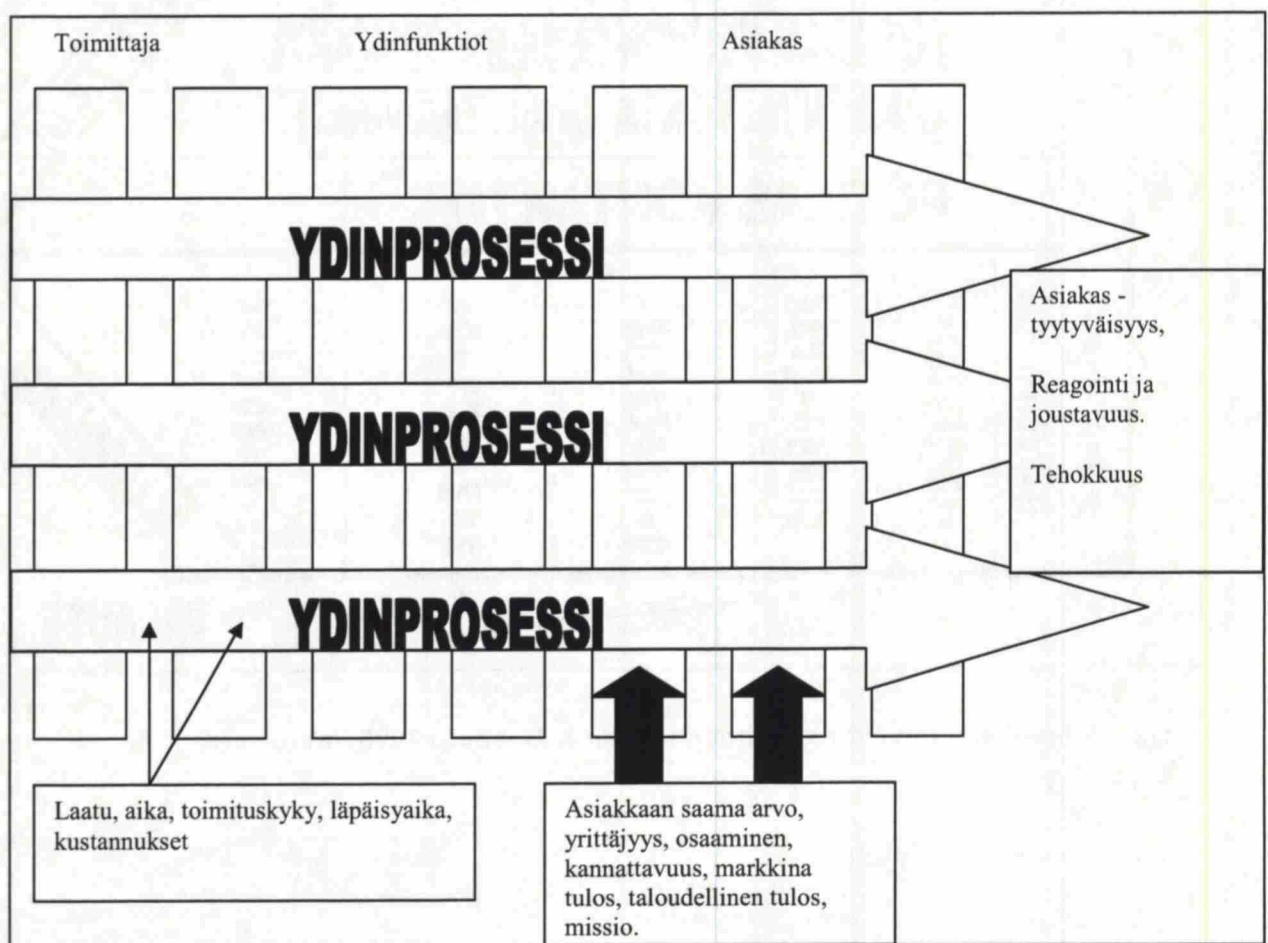 Toimittaja Ydinfunktiot Asiakas
YDINPROSESSI
Asiakas -
tyytyväisyys,
Reagointi ja
joustavuus.
Tehokkuus
YDINPROSESSI
YDINPROSESSI
Laatu, aika, toimituskyky, läpäisyaika,
kustannukset
Asiakkaan saama arvo,
yrittäjyys, osaaminen,
kannattavuus, markkina
tulos, taloudellinen tulos,
missio.